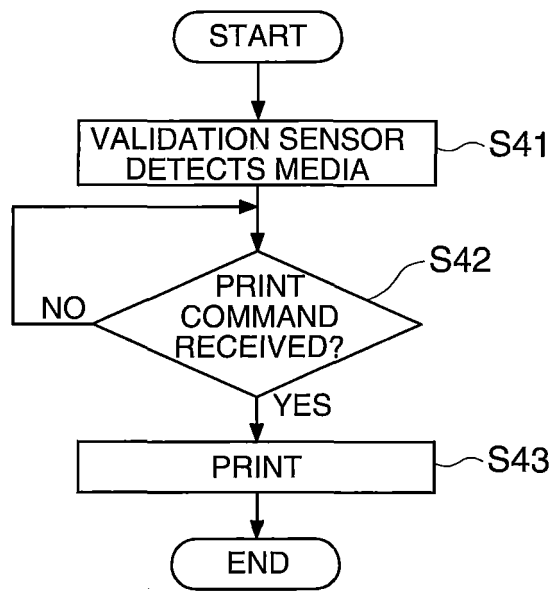 START
VALIDATION SENSOR
DETECTS MEDIA
S41
S42
PRINT
COMMAND
RECEIVED?
NO
YES
PRINT
S43
END